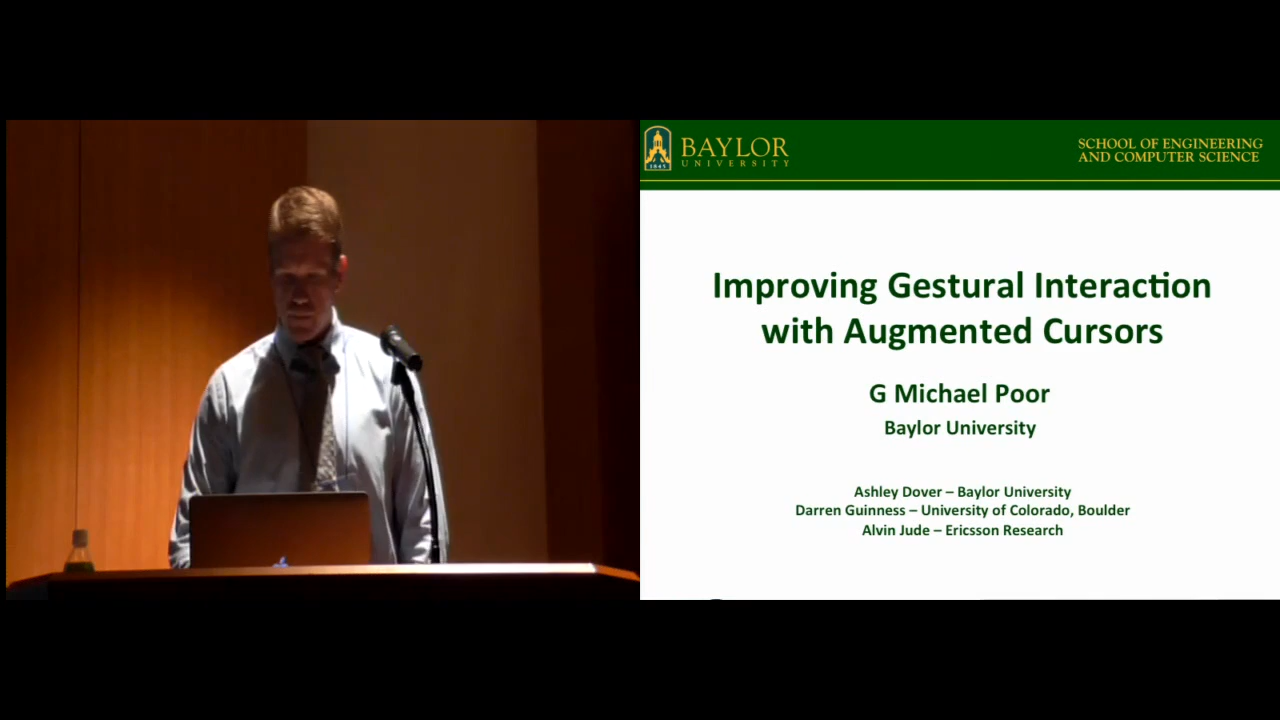 BAYLOR
UNIVERSITY
1845
SCHOOL OF ENGINEERING
AND COMPUTER SCIENCE
Improving Gestural Interaction
with Augmented Cursors
G Michael Poor
Baylor University
Ashley Dover – Baylor University
Darren Guinness – University of Colorado, Boulder
Alvin Jude – Ericsson Research